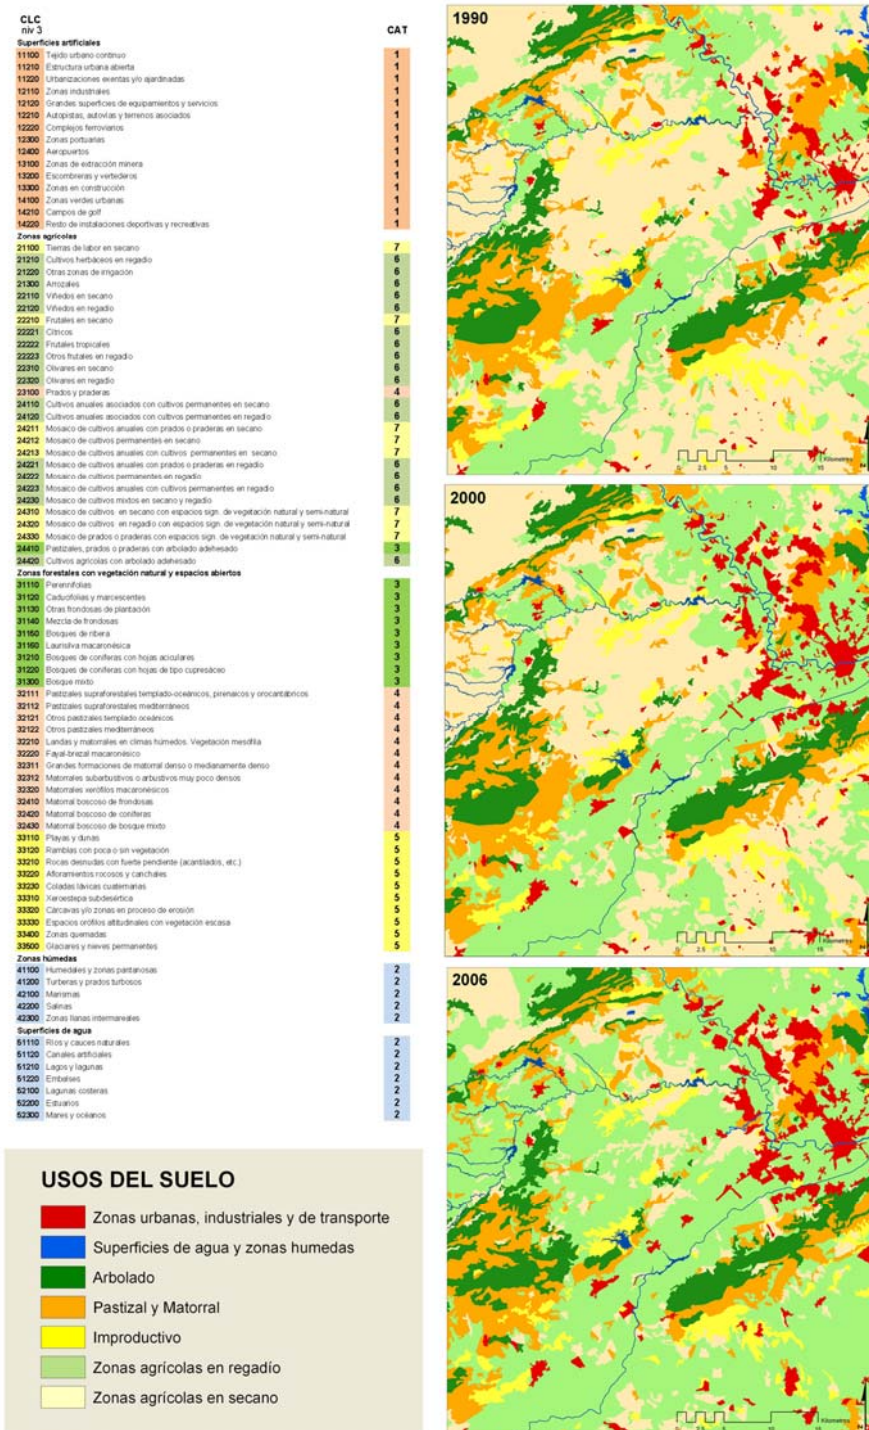 CLC
niv 3 CAT
Superficies artificiales
11100 Tejido urbano continuo 1
11210 Estructura urbana abierta 1
11220 Urbanizaciones exentas y/o ajardinadas 1
12110 Zonas industriales 1
12120 Grandes superficies de equipamientos y servicios 1
12210 Autopistas, autovías y terrenos asociados 1
12220 Complejos ferroviarios 1
12300 Zonas portuarias 1
12400 Aeropuertos 1
13100 Zonas de extracción minera 1
13200 Escombreras y vertederos 1
13300 Zonas en construcción 1
14100 Zonas verdes urbanas 1
14210 Campos de golf 1
14220 Resto de instalaciones deportivas y recreativas 1
Zonas agrícolas
21100 Tierras de labor en secano 7
21210 Cultivos herbáceos en regadío 6
21220 Otras zonas de irrigación 6
21300 Arrozales 6
22110 Viñedos en secano 6
22120 Viñedos en regadío 6
22210 Frutales en secano 7
22221 Cítricos 6
22222 Frutales tropicales 6
22223 Otros frutales en regadío 6
22310 Olivares en secano 6
22320 Olivares en regadío 6
23100 Prados y praderas 4
24110 Cultivos anuales asociados con cultivos permanentes en secano 6
24120 Cultivos anuales asociados con cultivos permanentes en regadío 6
24211 Mosaico de cultivos anuales con prados o praderas en secano 7
24212 Mosaico de cultivos permanentes en secano 7
24213 Mosaico de cultivos anuales con cultivos permanentes en secano 7
24221 Mosaico de cultivos anuales con prados o praderas en regadío 6
24222 Mosaico de cultivos permanentes en regadío 6
24223 Mosaico de cultivos anuales con cultivos permanentes en regadío 6
24230 Mosaico de cultivos mixtos en secano y regadío 6
24310 Mosaico de cultivos en secano con espacios sign. de vegetación natural y semi-natural 7
24320 Mosaico de cultivos en regadío con espacios sign. de vegetación natural y semi-natural 7
24330 Mosaico de prados o praderas con espacios sign. de vegetación natural y semi-natural 7
24410 Pastizales, prados o praderas con arbolado adehesado 3
24420 Cultivos agrícolas con arbolado adehesado 6
Zonas forestales con vegetación natural y espacios abiertos
31110 Perennifolias 3
31120 Caducifolias y marcescentes 3
31130 Otras frondosas de plantación 3
31140 Mezcla de frondosas 3
31150 Bosques de ribera 3
31160 Laurisilva macaronésica 3
31210 Bosques de coníferas con hojas aciculares 3
31220 Bosques de coníferas con hojas de tipo cupresáceo 3
31300 Bosque mixto 3
32111 Pastizales supraforestales templado-oceánicos, pirenaicos y orocantábricos 4
32112 Pastizales supraforestales mediterráneos 4
32121 Otros pastizales templado oceánicos 4
32122 Otros pastizales mediterráneos 4
32210 Landas y matorrales en climas húmedos. Vegetación mesófila 4
32220 Fayal-brezal macaronésico 4
32311 Grandes formaciones de matorral denso o medianamente denso 4
32312 Matorrales subarbustivos o arbustivos muy poco densos 4
32320 Matorrales xerófilos macaronésicos 4
32410 Matorral boscoso de frondosas 4
32420 Matorral boscoso de coníferas 4
32430 Matorral boscoso de bosque mixto 4
33110 Playas y dunas 5
33120 Ramblas con poca o sin vegetación 5
33210 Rocas desnudas con fuerte pendiente (acantilados, etc.) 5
33220 Afloramientos rocosos y canchales 5
33230 Coladas lávicas cuaternarias 5
33310 Xeroestepa subdesértica 5
33320 Cárcavas y/o zonas en proceso de erosión 5
33330 Espacios orófilos altitudinales con vegetación escasa 5
33400 Zonas quemadas 5
33500 Glaciares y nieves permanentes 5
Zonas húmedas
41100 Humedales y zonas pantanosas 2
41200 Turberas y prados turbosos 2
42100 Marismas 2
42200 Salinas 2
42300 Zonas llanas intermareales 2
Superficies de agua
51110 Ríos y cauces naturales 2
51120 Canales artificiales 2
51210 Lagos y lagunas 2
51220 Embalses 2
52100 Lagunas costeras 2
52200 Estuarios 2
52300 Mares y océanos 2
USOS DEL SUELO
Zonas urbanas, industriales y de transporte
Superficies de agua y zonas humedas
Arbolado
Pastizal y Matorral
Improductivo
Zonas agrícolas en regadío
Zonas agrícolas en secano
1990
Kilometros
0 2.5 5 10 15
2000
Kilometros
0 2.5 5 10 15
2006
Kilometros
0 2.5 5 10 15